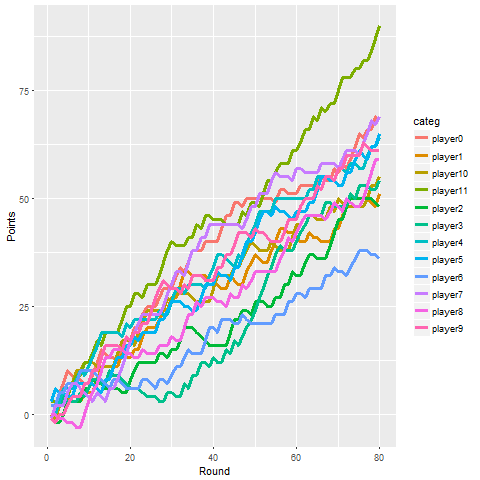 75
50
25
0
Points
0
20
40
60
80
Round
categ
player0
player1
player10
player11
player2
player3
player4
player5
player6
player7
player8
player9